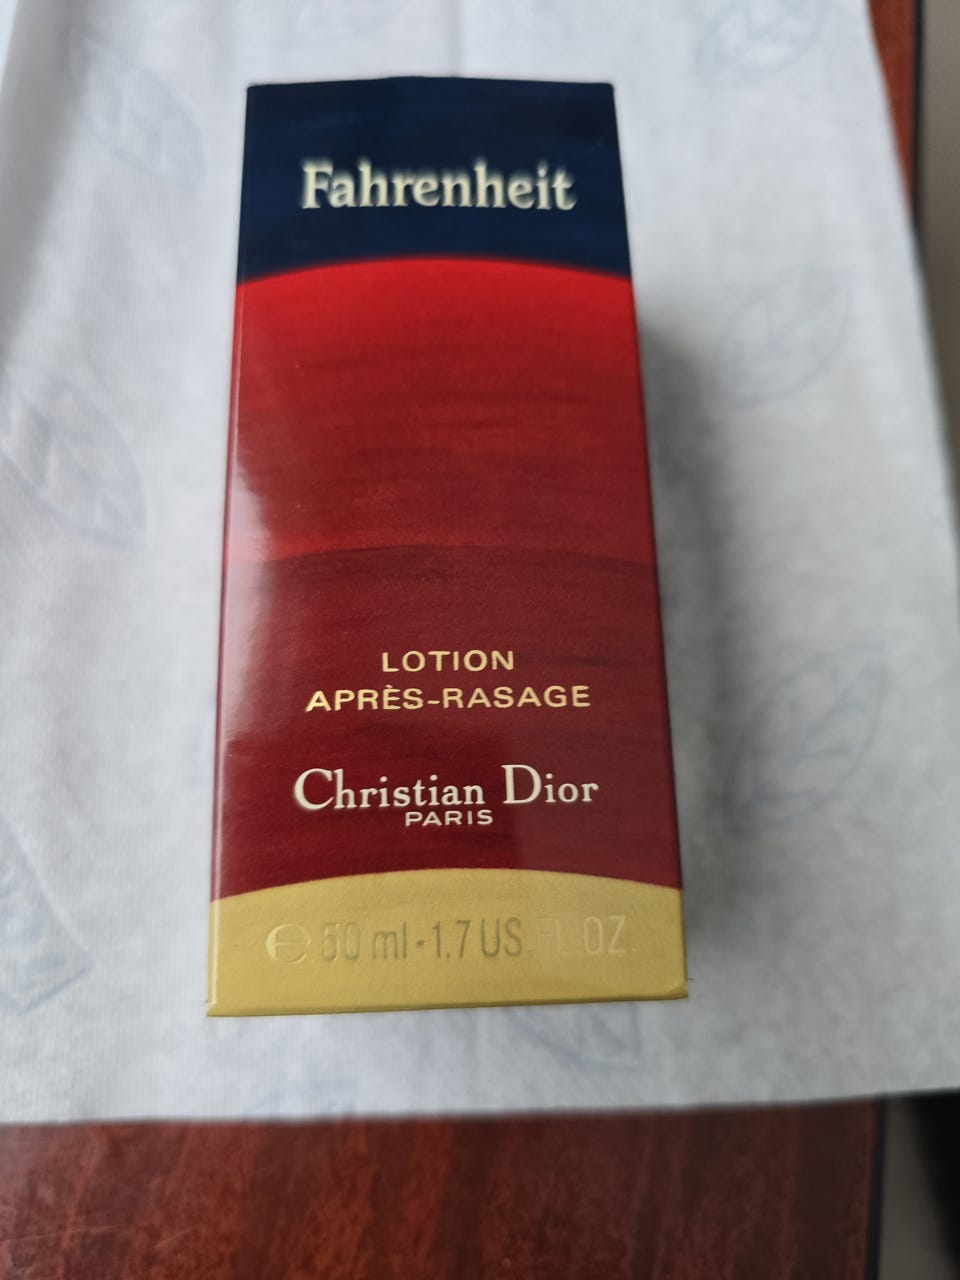 Fahrenheit
LOTION
APRÈS-RASAGE
Christian Dior
PARIS
℮ 50 ml - 1.7 US FL.OZ.